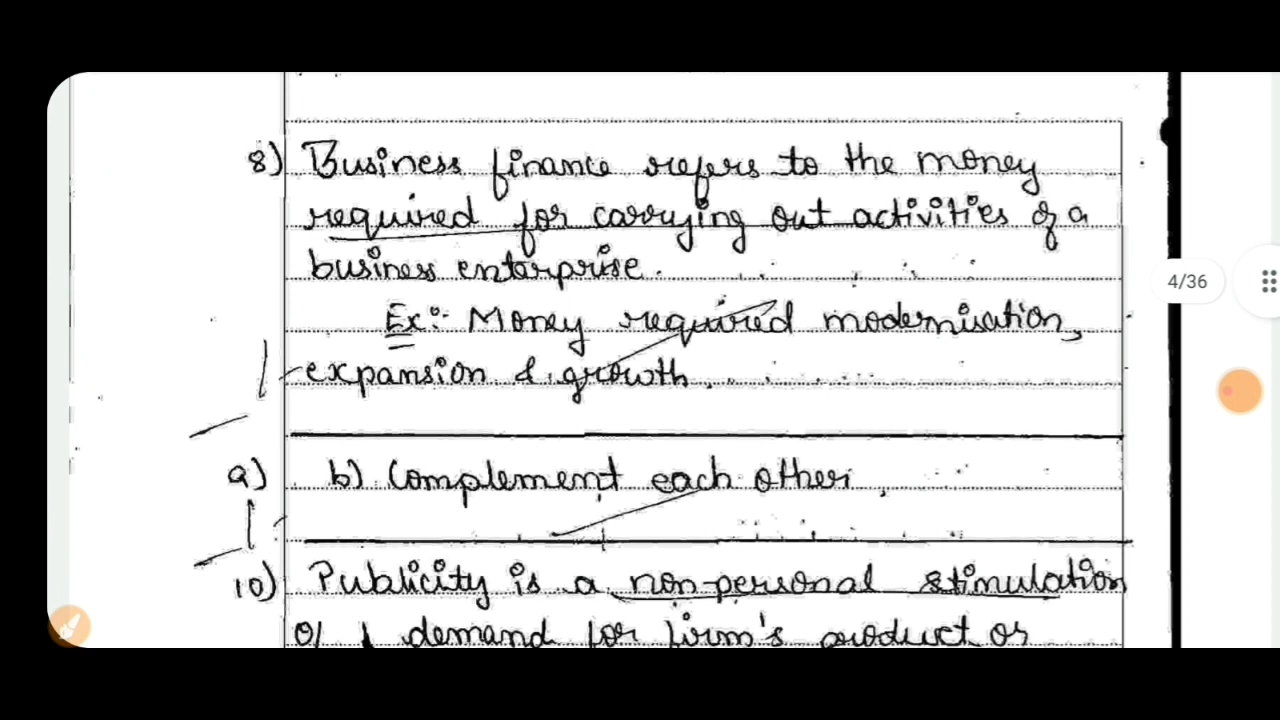 8) Business finance refers to the money
required for carrying out activities of a
business enterprise.
Ex:- Money required modernisation,
expansion & growth.
4/36
9) b) Complement each other,
10) Publicity is a non-personal stimulation
of demand for firm's product or